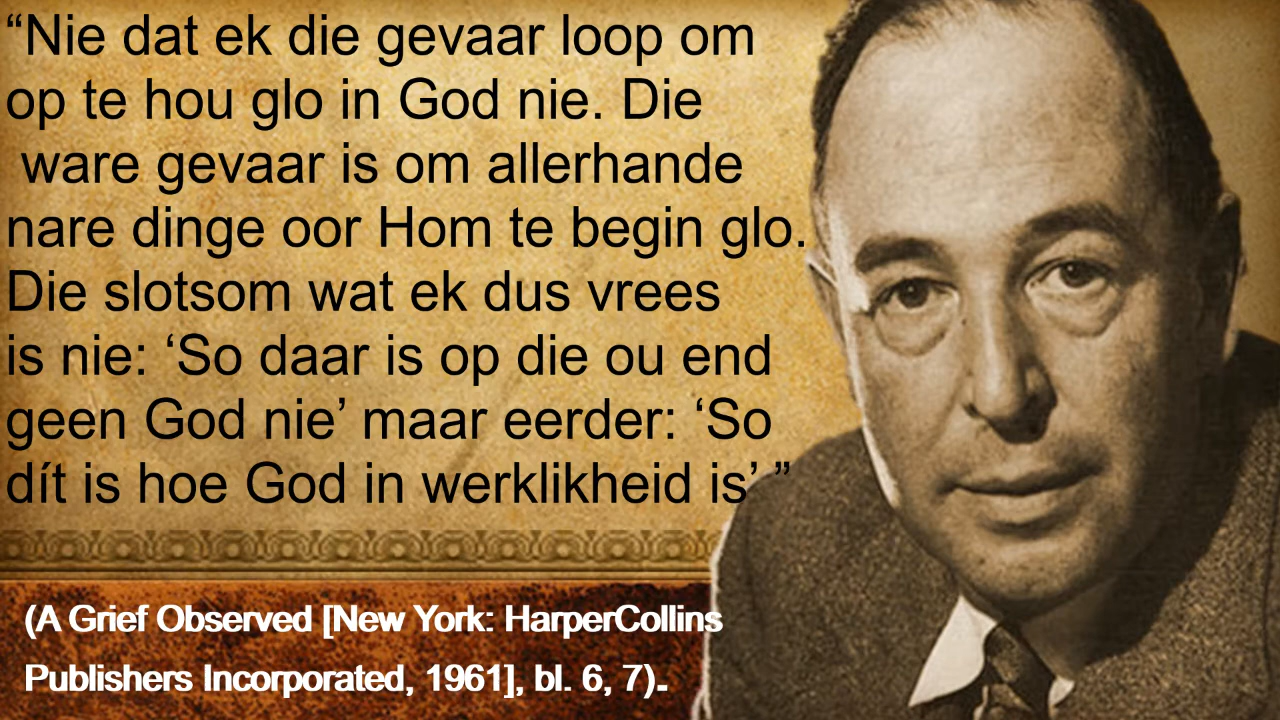 “Nie dat ek die gevaar loop om
op te hou glo in God nie. Die
ware gevaar is om allerhande
nare dinge oor Hom te begin glo.
Die slotsom wat ek dus vrees
is nie: ‘So daar is op die ou end
geen God nie’ maar eerder: ‘So
dít is hoe God in werklikheid is’.”
(A Grief Observed [New York: HarperCollins
Publishers Incorporated, 1961], bl. 6, 7).